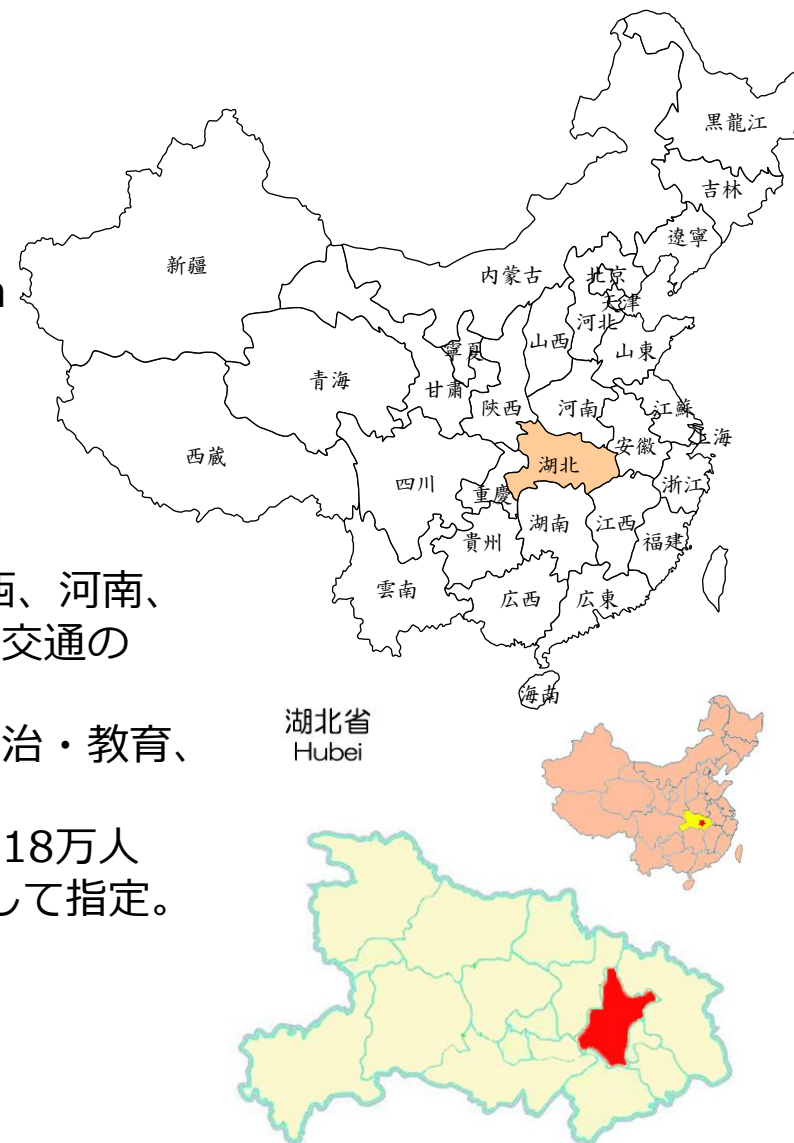 黒龍江
吉林
遼寧
新疆
内蒙古
北京
天津
河北
山西
山東
寧夏
青海
甘粛
陝西
河南
江蘇
上海
安徽
西蔵
四川
重慶
湖北
浙江
湖南
江西
貴州
福建
雲南
広西
広東
海南
m
西、河南、
交通の
治・教育、
18万人
して指定。
湖北省
Hubei